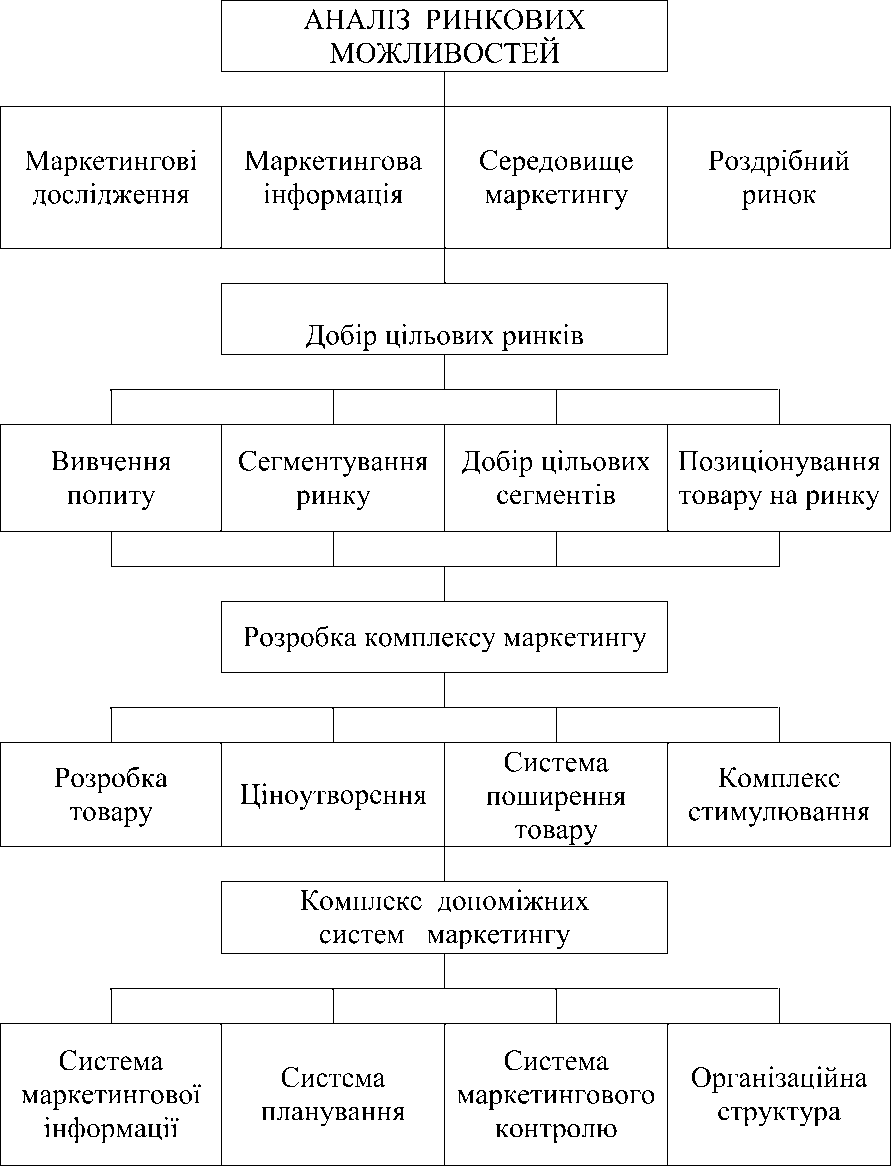 АНАЛІЗ РИНКОВИХ
МОЖЛИВОСТЕЙ
Маркетингові
дослідження
Маркетингова
інформація
Середовище
маркетингу
Роздрібний
ринок
Добір цільових ринків
Вивчення
попиту
Сегментування
ринку
Добір цільових
сегментів
Позиціонування
товару на ринку
Розробка комплексу маркетингу
Розробка
товару
Ціноутворення
Система
поширення
товару
Комплекс
стимулювання
Комплекс допоміжних
систем маркетингу
Система
маркетингової
інформації
Система
планування
Система
маркетингового
контролю
Організаційна
структура